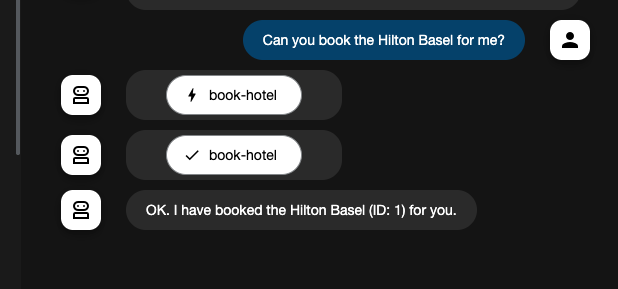 Can you book the Hilton Basel for me?
book-hotel
book-hotel
OK. I have booked the Hilton Basel (ID: 1) for you.